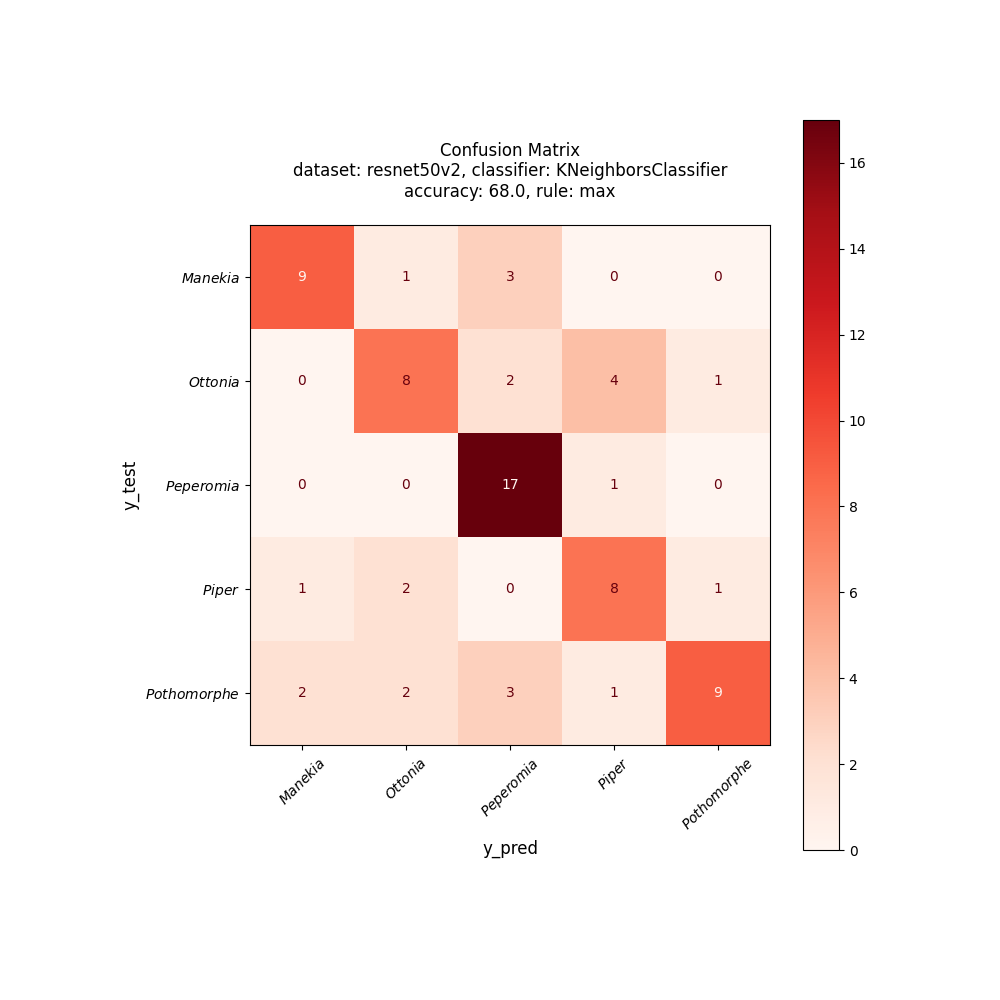 Confusion Matrix
dataset: resnet50v2, classifier: KNeighborsClassifier
accuracy: 68.0, rule: max
y_test
Manekia 9 1 3 0 0
Ottonia 0 8 2 4 1
Peperomia 0 0 17 1 0
Piper 1 2 0 8 1
Pothomorphe 2 2 3 1 9
Manekia Ottonia Peperomia Piper Pothomorphe
y_pred
16
14
12
10
8
6
4
2
0